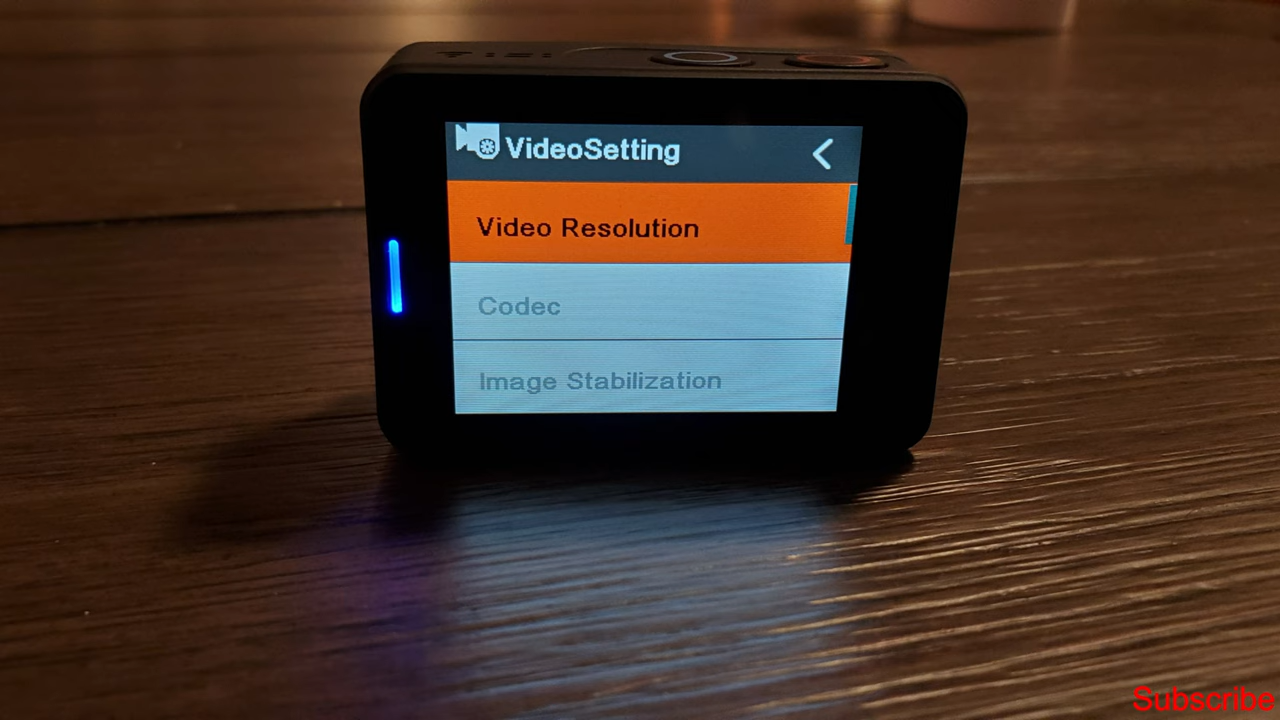 VideoSetting
Video Resolution
Codec
Image Stabilization
Subscribe